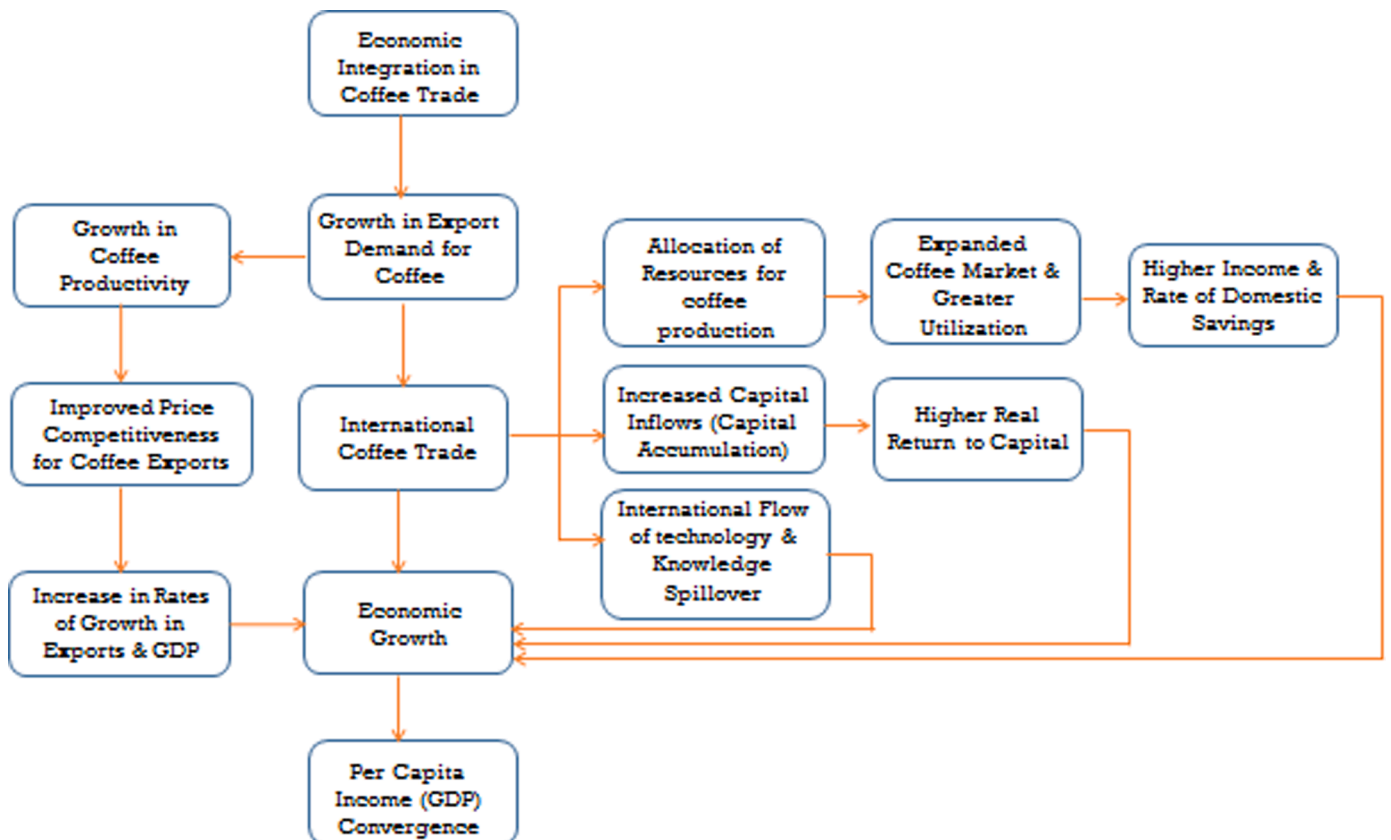 Economic
Integration in
Coffee Trade
Growth in
Coffee
Productivity
Growth in Export
Demand for
Coffee
Allocation of
Resources for
coffee
production
Expanded
Coffee Market &
Greater
Utilization
Higher Income &
Rate of Domestic
Savings
Improved Price
Competitiveness
for Coffee Exports
International
Coffee Trade
Increased Capital
Inflows (Capital
Accumulation)
Higher Real
Return to Capital
International Flow
of technology &
Knowledge
Spillover
Increase in Rates
of Growth in
Exports & GDP
Economic
Growth
Per Capita
Income (GDP)
Convergence